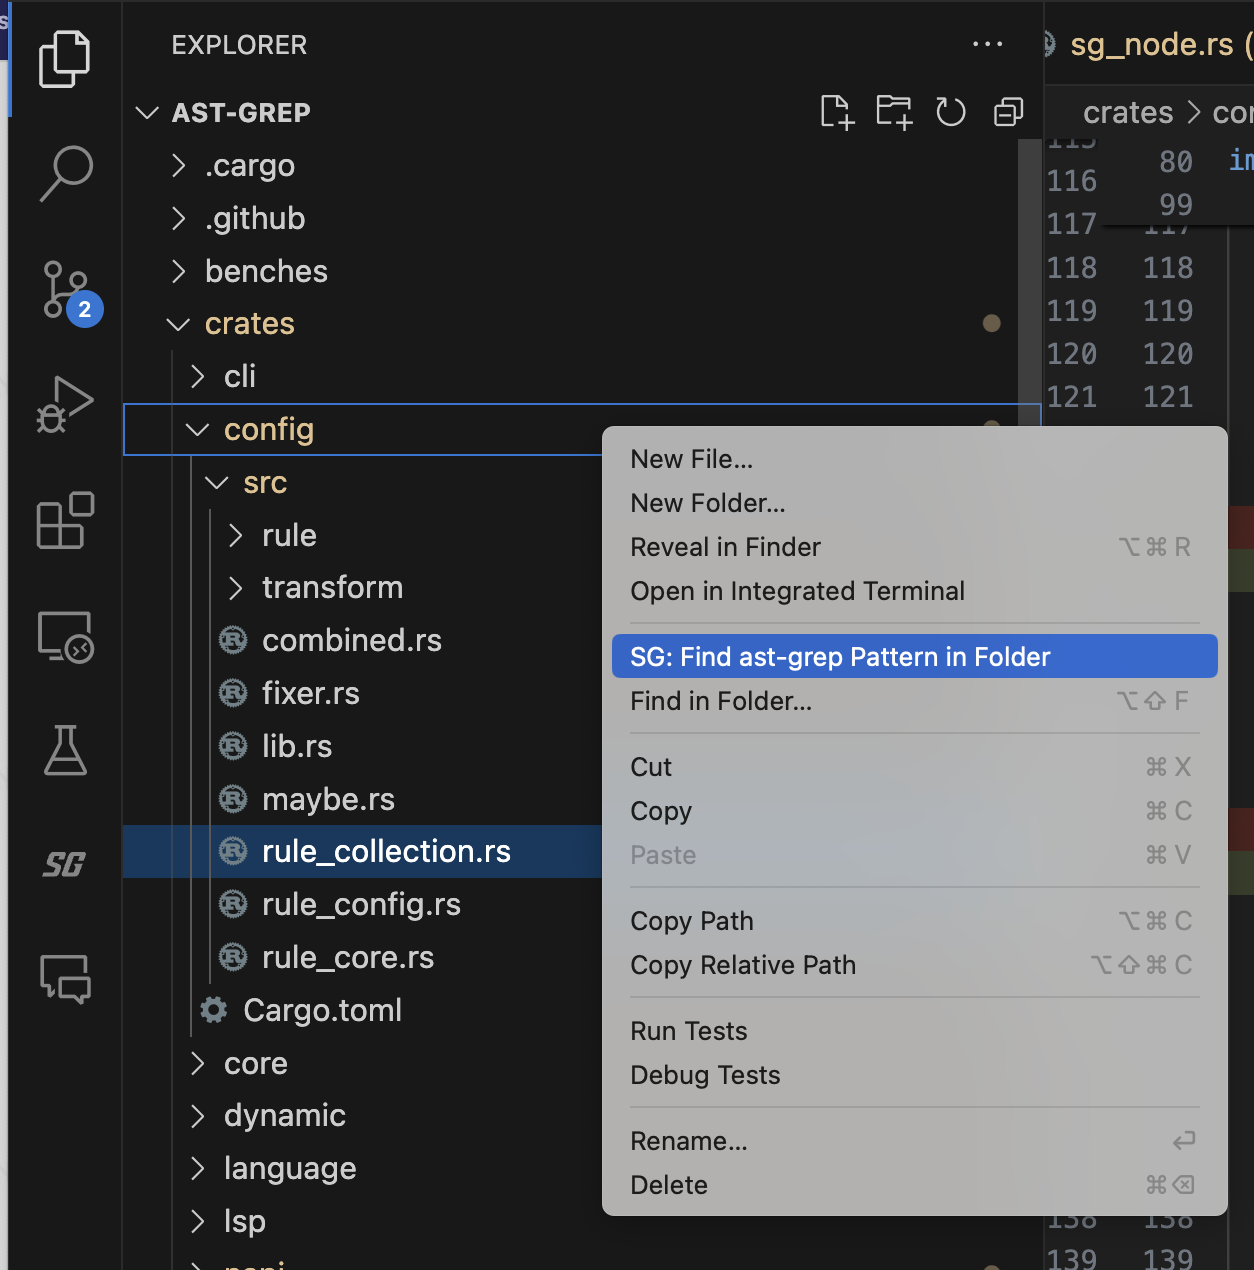 EXPLORER
AST-GREP
.cargo
.github
benches
crates
cli
config
src
rule
transform
combined.rs
fixer.rs
lib.rs
maybe.rs
rule_collection.rs
rule_config.rs
rule_core.rs
Cargo.toml
core
dynamic
language
lsp
napi
2
SG
sg_node.rs (
crates > cor
80 im
99
115
116
117 117
118 118
119 119
120 120
121 121
138 138
139 139
New File...
New Folder...
Reveal in Finder ⌥⌘ R
Open in Integrated Terminal
SG: Find ast-grep Pattern in Folder
Find in Folder... ⌥⇧ F
Cut ⌘ X
Copy ⌘ C
Paste ⌘ V
Copy Path ⌥⌘ C
Copy Relative Path ⌥⇧⌘ C
Run Tests
Debug Tests
Rename...
Delete ⌘⌫